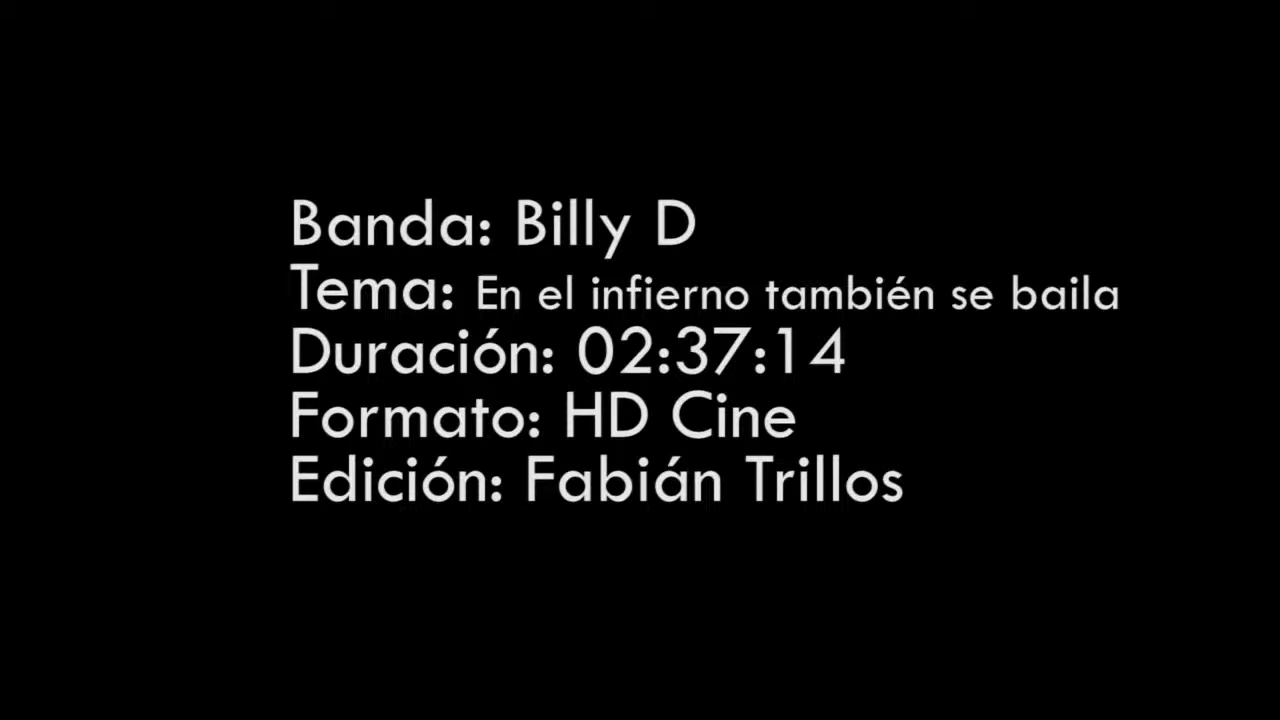 Banda: Billy D
Tema: En el infierno también se baila
Duración: 02:37:14
Formato: HD Cine
Edición: Fabián Trillos